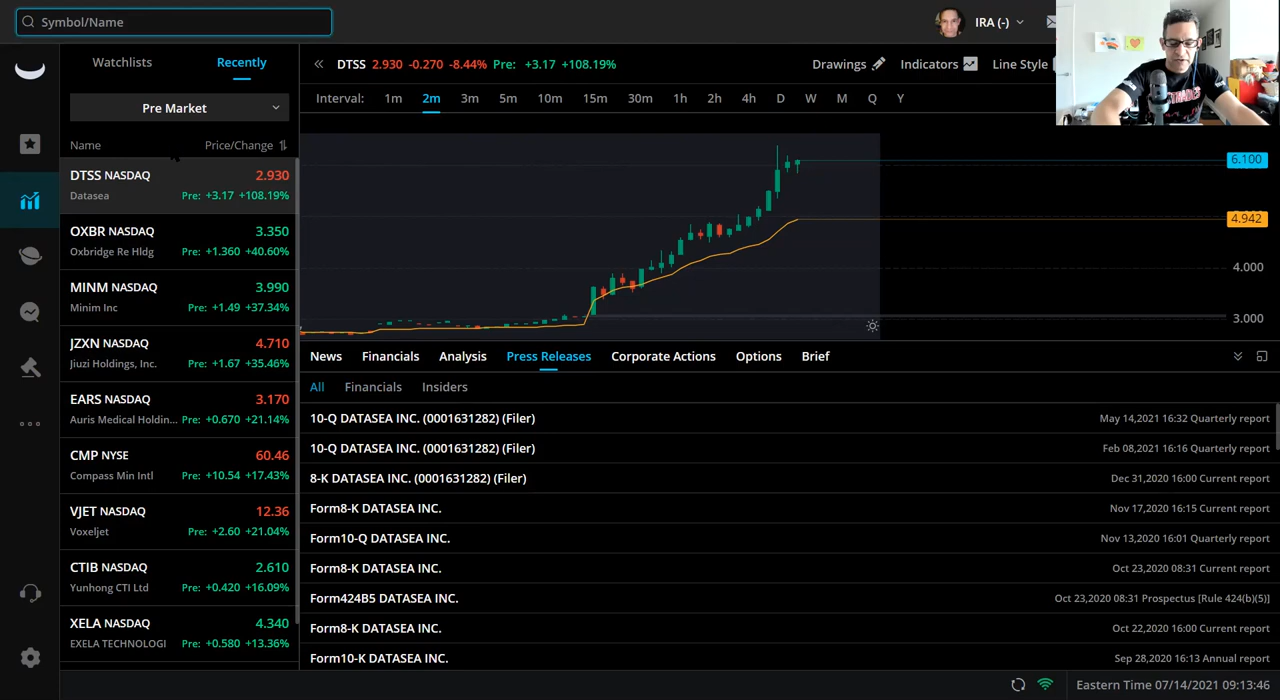 Symbol/Name
IRA (-)
Watchlists Recently
Pre Market
Name Price/Change
DTSS NASDAQ 2.930
Datasea Pre: +3.17 +108.19%
OXBR NASDAQ 3.350
Oxbridge Re Hldg Pre: +1.360 +40.60%
MINM NASDAQ 3.990
Minim Inc Pre: +1.49 +37.34%
JZXN NASDAQ 4.710
Jiuzi Holdings, Inc. Pre: +1.67 +35.46%
EARS NASDAQ 3.170
Auris Medical Holdin... Pre: +0.670 +21.14%
CMP NYSE 60.46
Compass Min Intl Pre: +10.54 +17.43%
VJET NASDAQ 12.36
Voxeljet Pre: +2.60 +21.04%
CTIB NASDAQ 2.610
Yunhong CTI Ltd Pre: +0.420 +16.09%
XELA NASDAQ 4.340
EXELA TECHNOLOGI Pre: +0.580 +13.36%
DTSS 2.930 -0.270 -8.44% Pre: +3.17 +108.19%
Drawings Indicators Line Style
Interval: 1m 2m 3m 5m 10m 15m 30m 1h 2h 4h D W M Q Y
6.100
4.942
4.000
3.000
News Financials Analysis Press Releases Corporate Actions Options Brief
All Financials Insiders
10-Q DATASEA INC. (0001631282) (Filer) May 14,2021 16:32 Quarterly report
10-Q DATASEA INC. (0001631282) (Filer) Feb 08,2021 16:16 Quarterly report
8-K DATASEA INC. (0001631282) (Filer) Dec 31,2020 16:00 Current report
Form8-K DATASEA INC. Nov 17,2020 16:15 Current report
Form10-Q DATASEA INC. Nov 13,2020 16:01 Quarterly report
Form8-K DATASEA INC. Oct 23,2020 08:31 Current report
Form424B5 DATASEA INC. Oct 23,2020 08:31 Prospectus [Rule 424(b)(5)]
Form8-K DATASEA INC. Oct 22,2020 16:00 Current report
Form10-K DATASEA INC. Sep 28,2020 16:13 Annual report
Eastern Time 07/14/2021 09:13:46